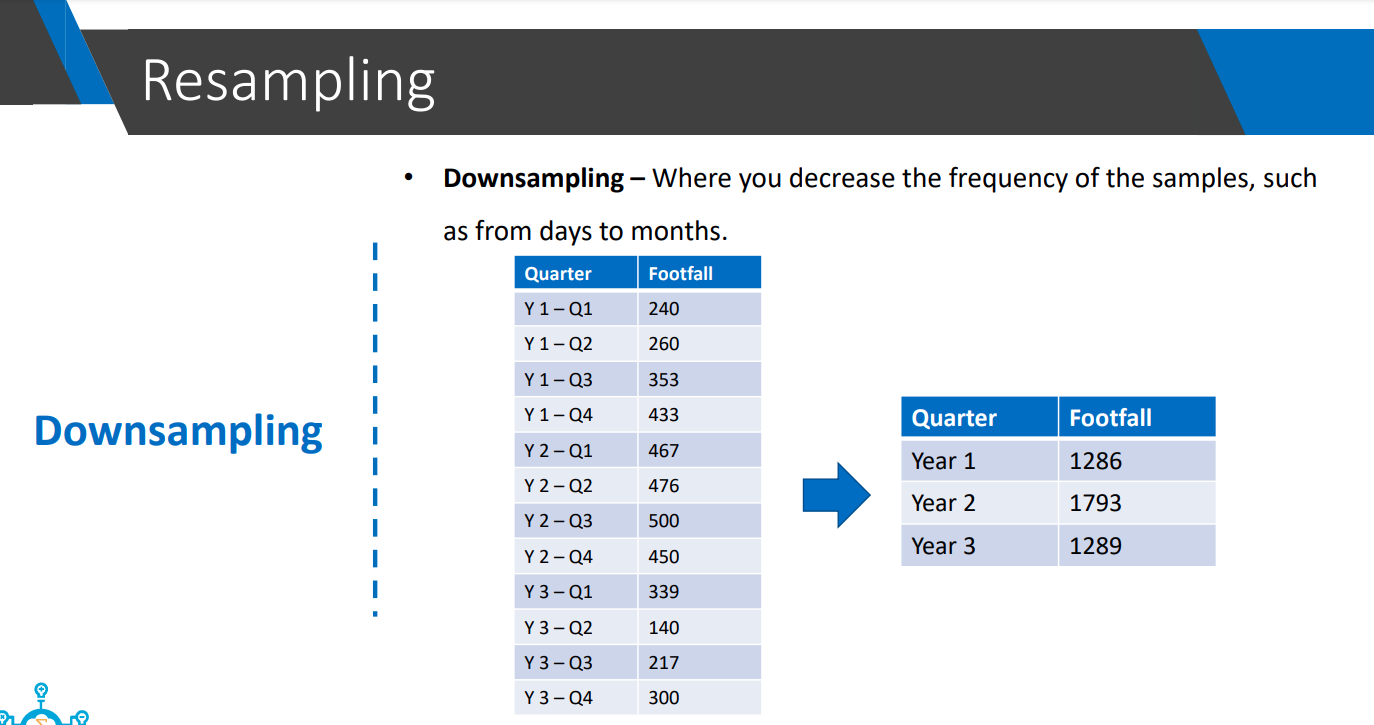 Resampling
• Downsampling – Where you decrease the frequency of the samples, such
as from days to months.
Downsampling
Quarter Footfall
Y 1 – Q1 240
Y 1 – Q2 260
Y 1 – Q3 353
Y 1 – Q4 433
Y 2 – Q1 467
Y 2 – Q2 476
Y 2 – Q3 500
Y 2 – Q4 450
Y 3 – Q1 339
Y 3 – Q2 140
Y 3 – Q3 217
Y 3 – Q4 300
Quarter Footfall
Year 1 1286
Year 2 1793
Year 3 1289